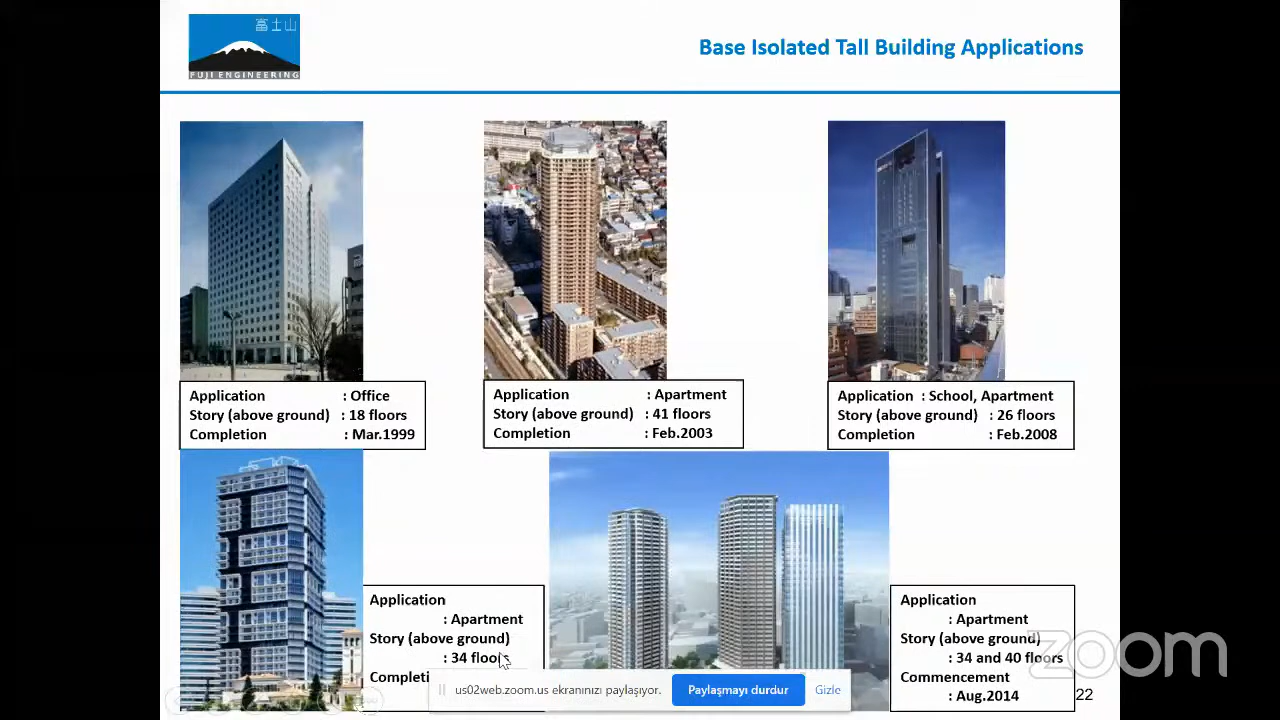 富士山
FUJI ENGINEERING
Base Isolated Tall Building Applications
Application : Office
Story (above ground) : 18 floors
Completion : Mar.1999
Application : Apartment
Story (above ground) : 41 floors
Completion : Feb.2003
Application : School, Apartment
Story (above ground) : 26 floors
Completion : Feb.2008
Application
: Apartment
Story (above ground)
: 34 floors
Completi
Application
: Apartment
Story (above ground)
: 34 and 40 floors
Commencement
: Aug.2014
zoom
us02web.zoom.us ekranınızı paylaşıyor.
Paylaşmayı durdur
Gizle
22